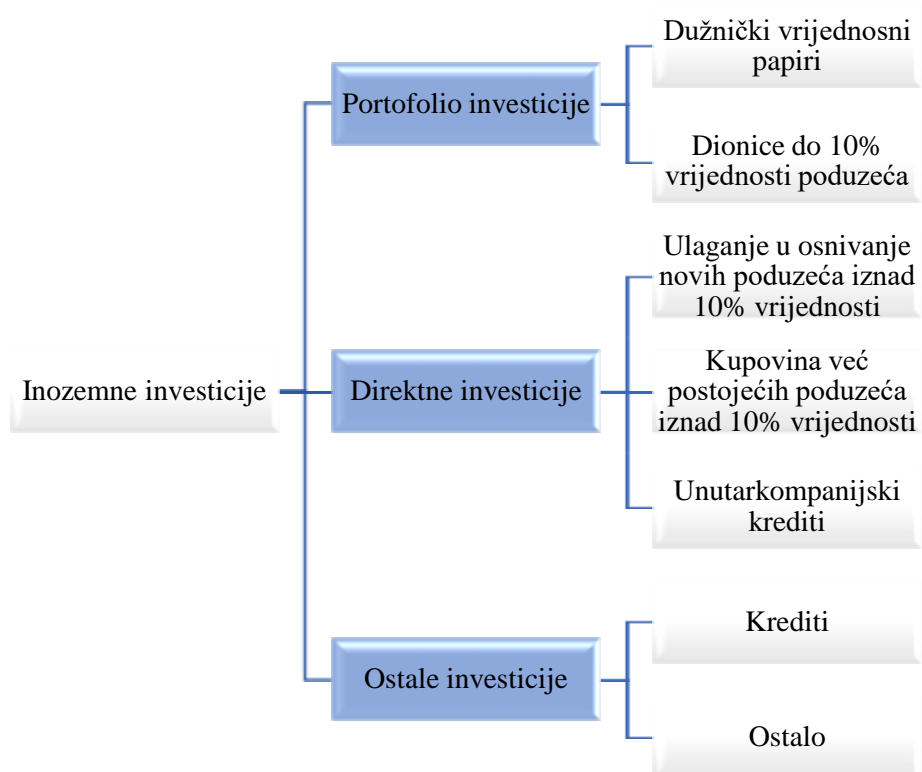 Inozemne investicije
Portofolio investicije
Dužnički vrijednosni
papiri
Dionice do 10%
vrijednosti poduzeća
Direktne investicije
Ulaganje u osnivanje
novih poduzeća iznad
10% vrijednosti
Kupovina već
postojećih poduzeća
iznad 10% vrijednosti
Unutarkompanijski
krediti
Ostale investicije
Krediti
Ostalo